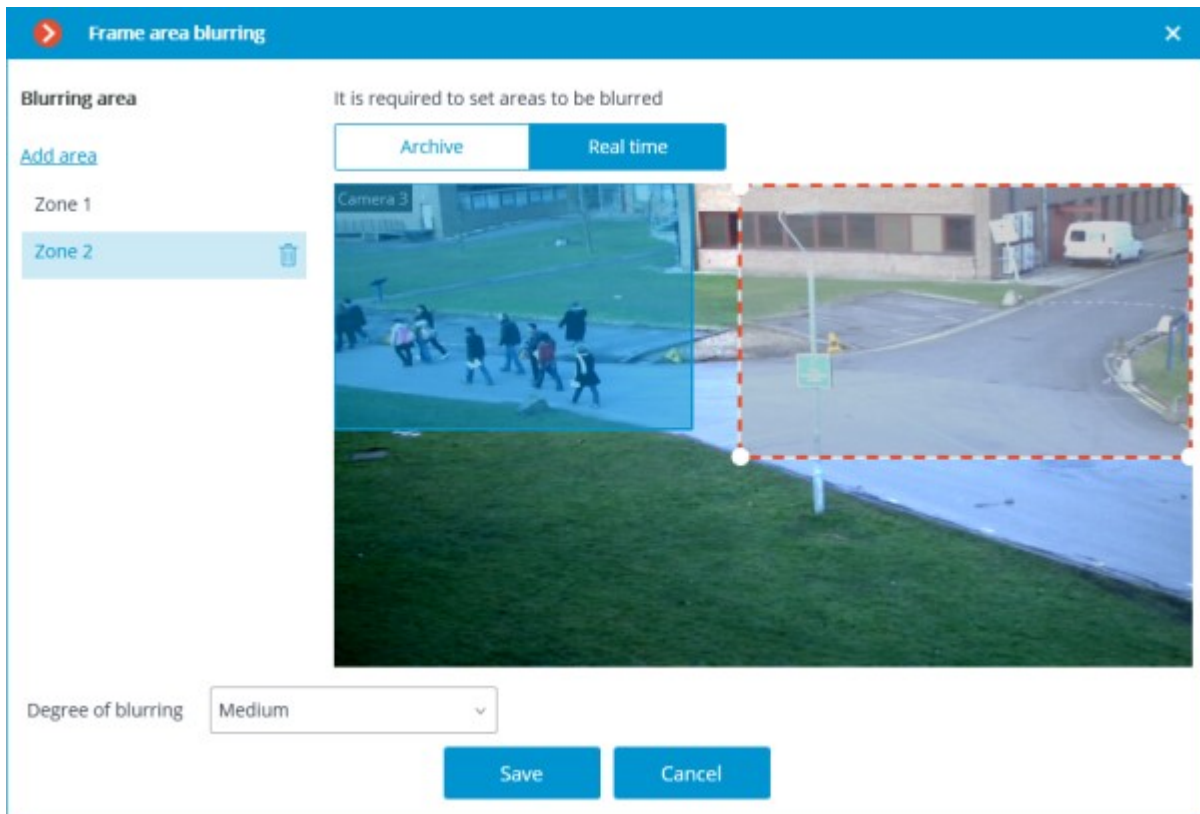 Frame area blurring
Blurring area
It is required to set areas to be blurred
Add area
Archive
Real time
Zone 1
Zone 2
Camera 3
Degree of blurring
Medium
Save
Cancel